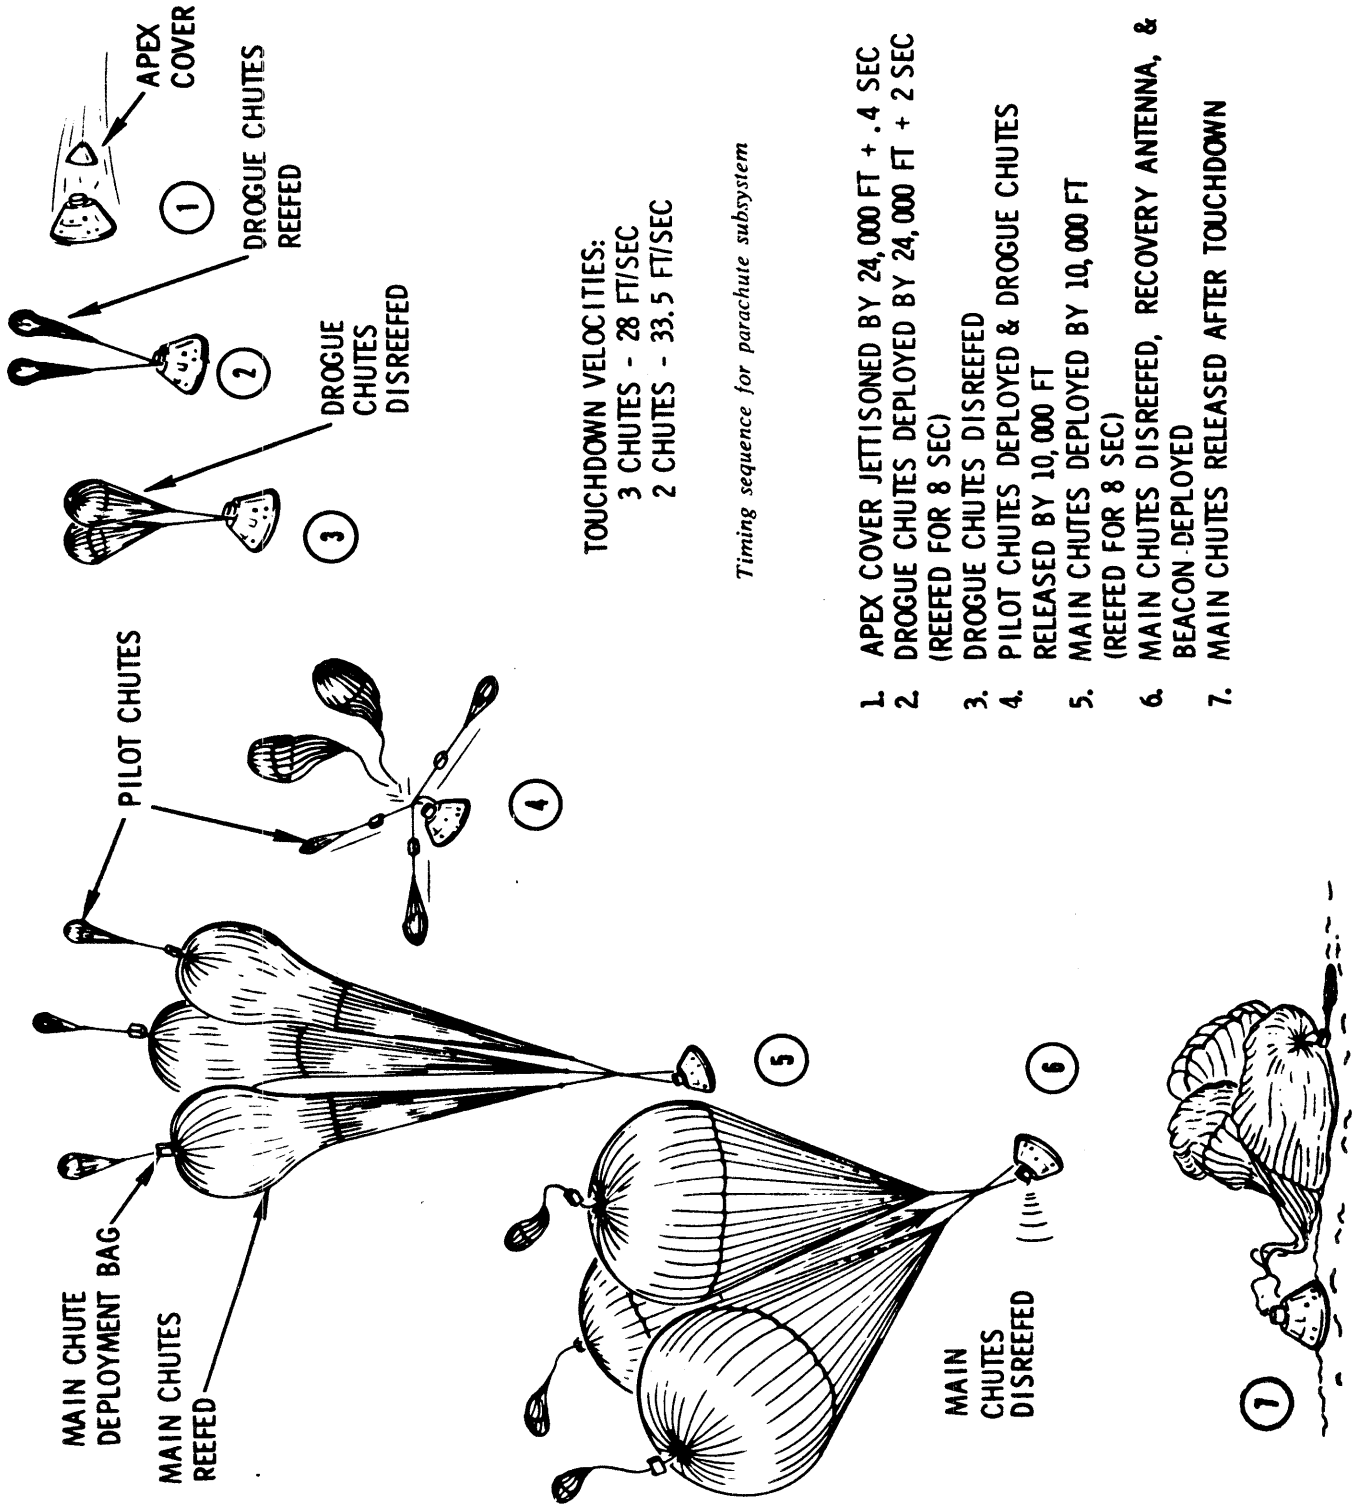 APEX
COVER
1
DROGUE CHUTES
REEFED
2
DROGUE
CHUTES
DISREEFED
3
PILOT CHUTES
4
MAIN CHUTE
DEPLOYMENT BAG
MAIN CHUTES
REEFED
5
MAIN
CHUTES
DISREEFED
6
7
TOUCHDOWN VELOCITIES:
3 CHUTES - 28 FT/SEC
2 CHUTES - 33.5 FT/SEC
Timing sequence for parachute subsystem
1. APEX COVER JETTISONED BY 24,000 FT + .4 SEC
2. DROGUE CHUTES DEPLOYED BY 24,000 FT + 2 SEC
(REEFED FOR 8 SEC)
3. DROGUE CHUTES DISREEFED
4. PILOT CHUTES DEPLOYED & DROGUE CHUTES
RELEASED BY 10,000 FT
5. MAIN CHUTES DEPLOYED BY 10,000 FT
(REEFED FOR 8 SEC)
6. MAIN CHUTES DISREEFED, RECOVERY ANTENNA, &
BEACON-DEPLOYED
7. MAIN CHUTES RELEASED AFTER TOUCHDOWN